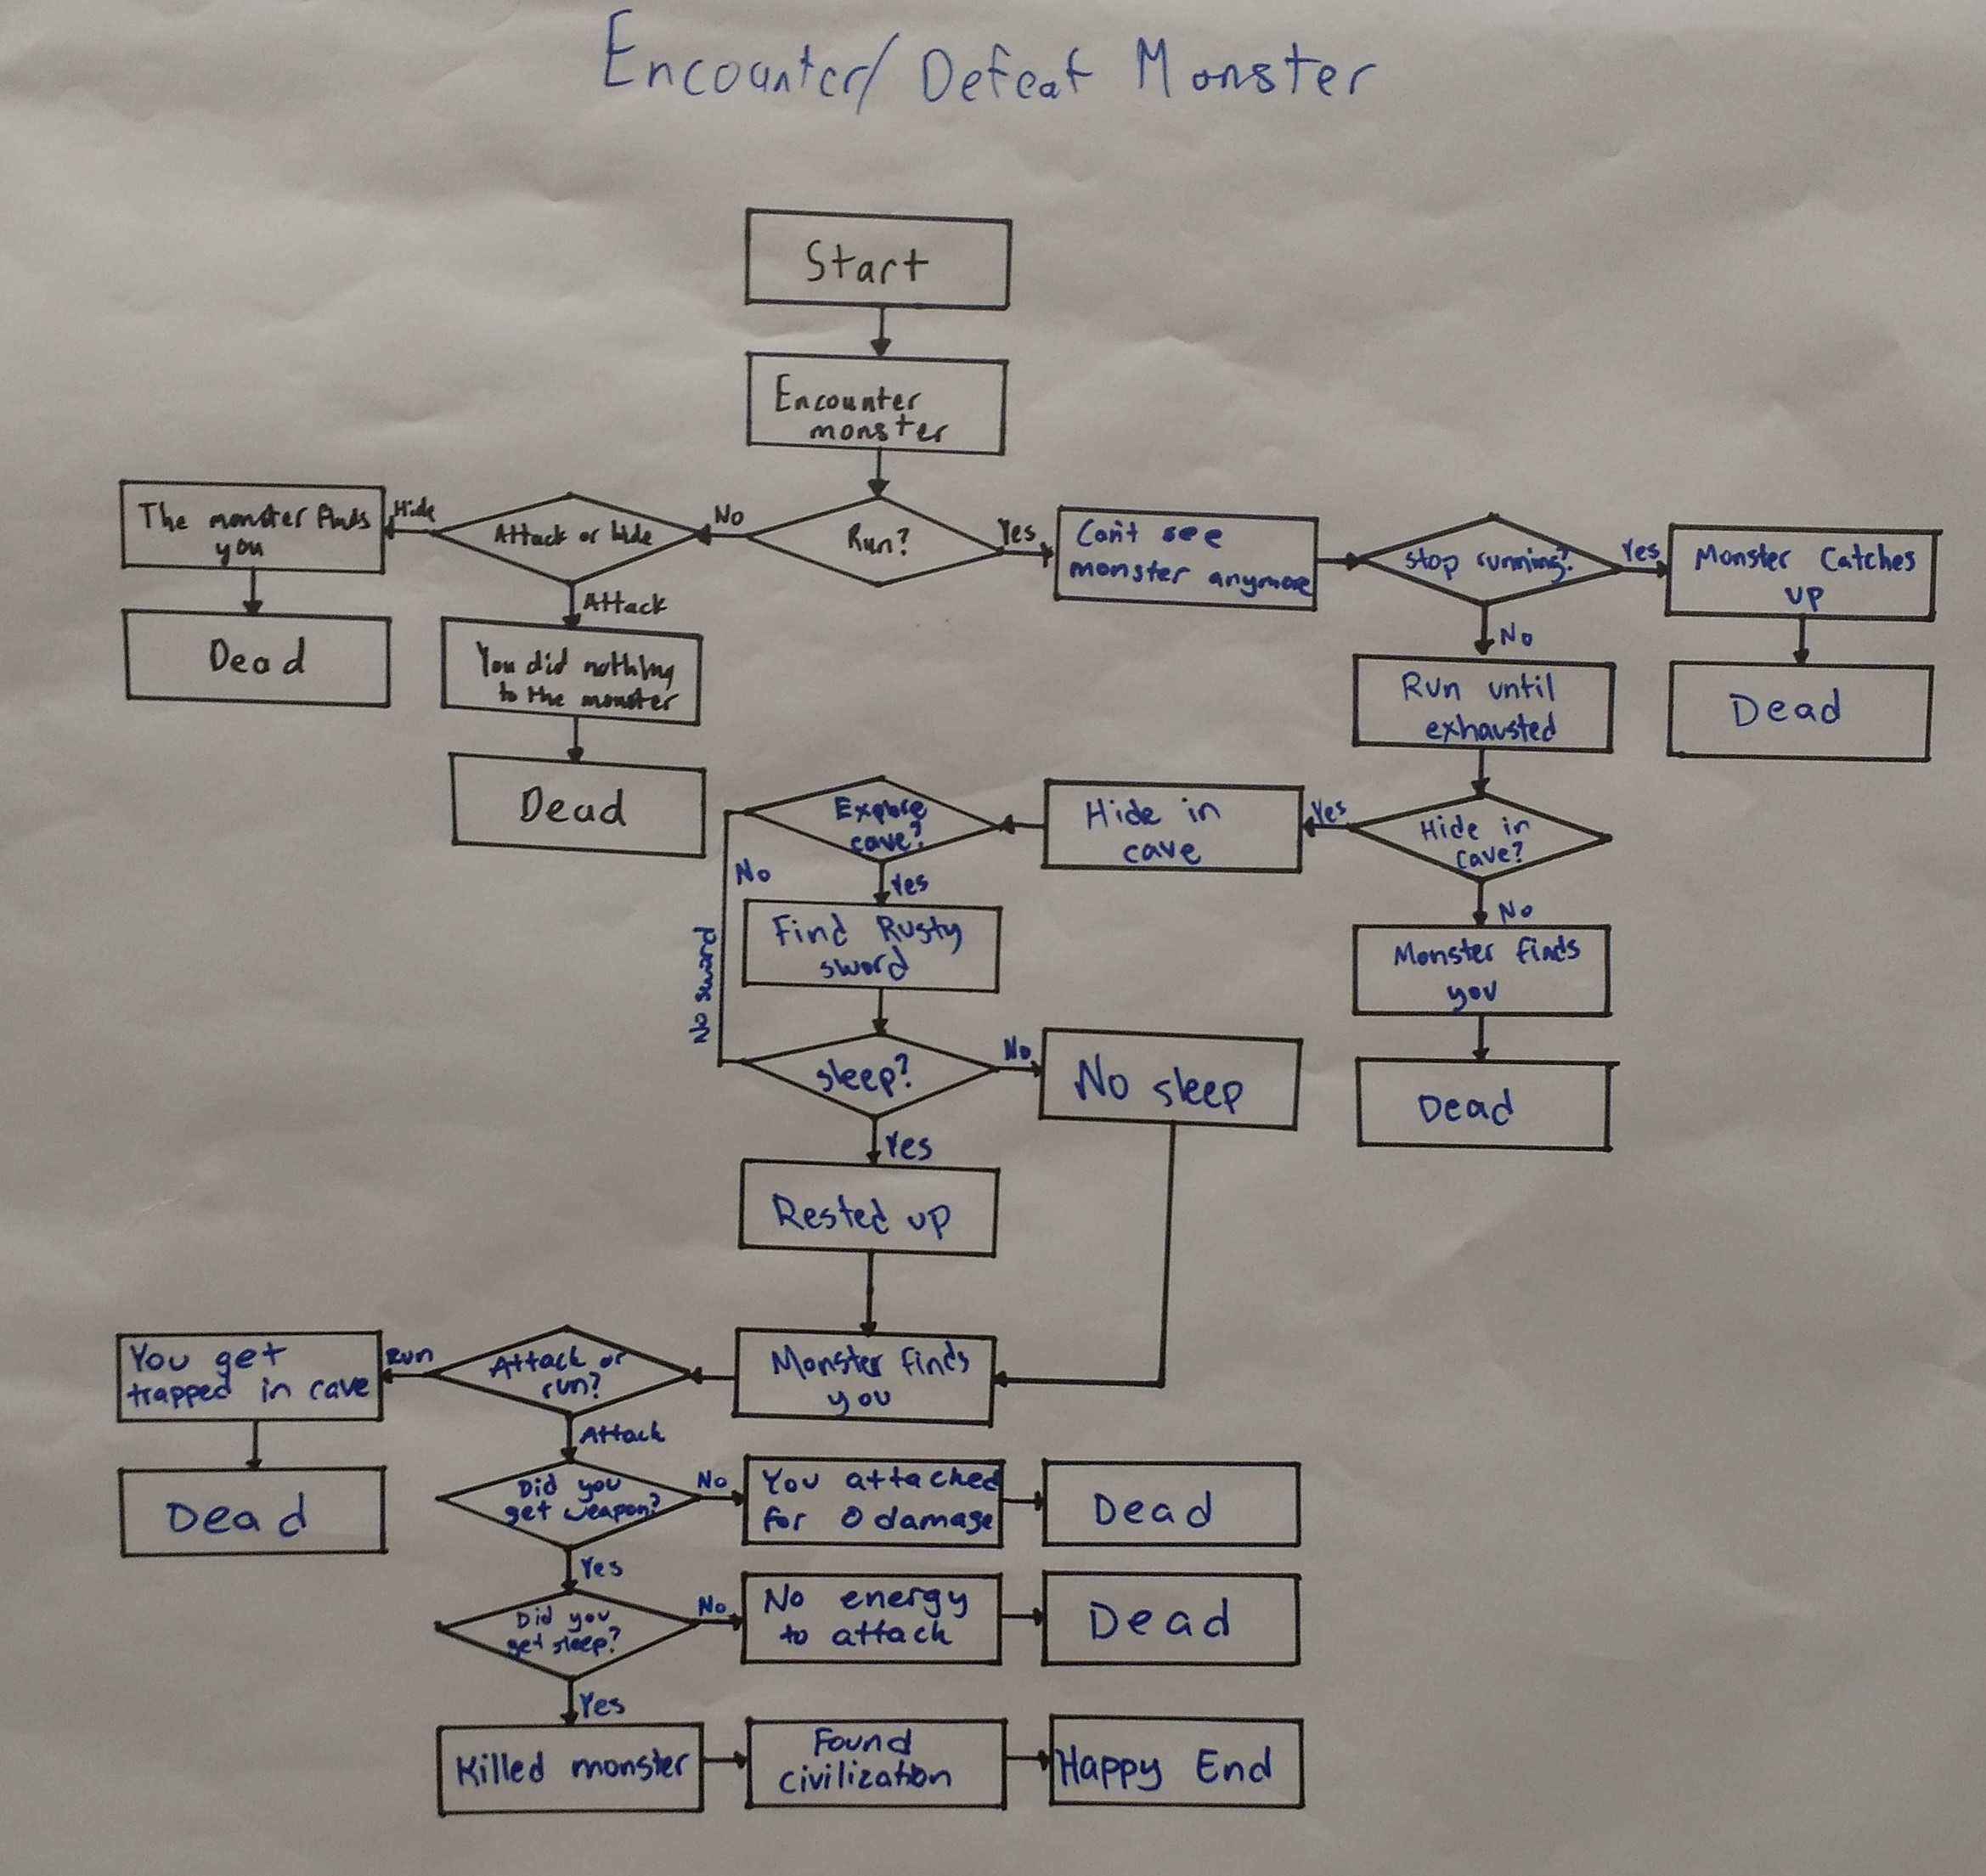 Encounter/ Defeat Monster
Start
Encounter
monster
The monster finds
you
Hide
Attack or hide
No
Run?
Yes
Can't see
monster anymore
Stop running?
Yes
Monster Catches
up
Dead
Attack
You did nothing
to the monster
Dead
No
Run until
exhausted
Dead
Explore
cave?
Hide in
cave
Yes
Hide in
cave?
No
No sword
Yes
Find Rusty
sword
No
Monster finds
you
Dead
sleep?
No
No sleep
Yes
Rested up
You get
trapped in cave
Run
Attack or
run?
Monster finds
you
Dead
Attack
Did you
get weapon?
No
You attacked
for 0 damage
Dead
Yes
Did you
get sleep?
No
No energy
to attack
Dead
Yes
Killed monster
Found
civilization
Happy End